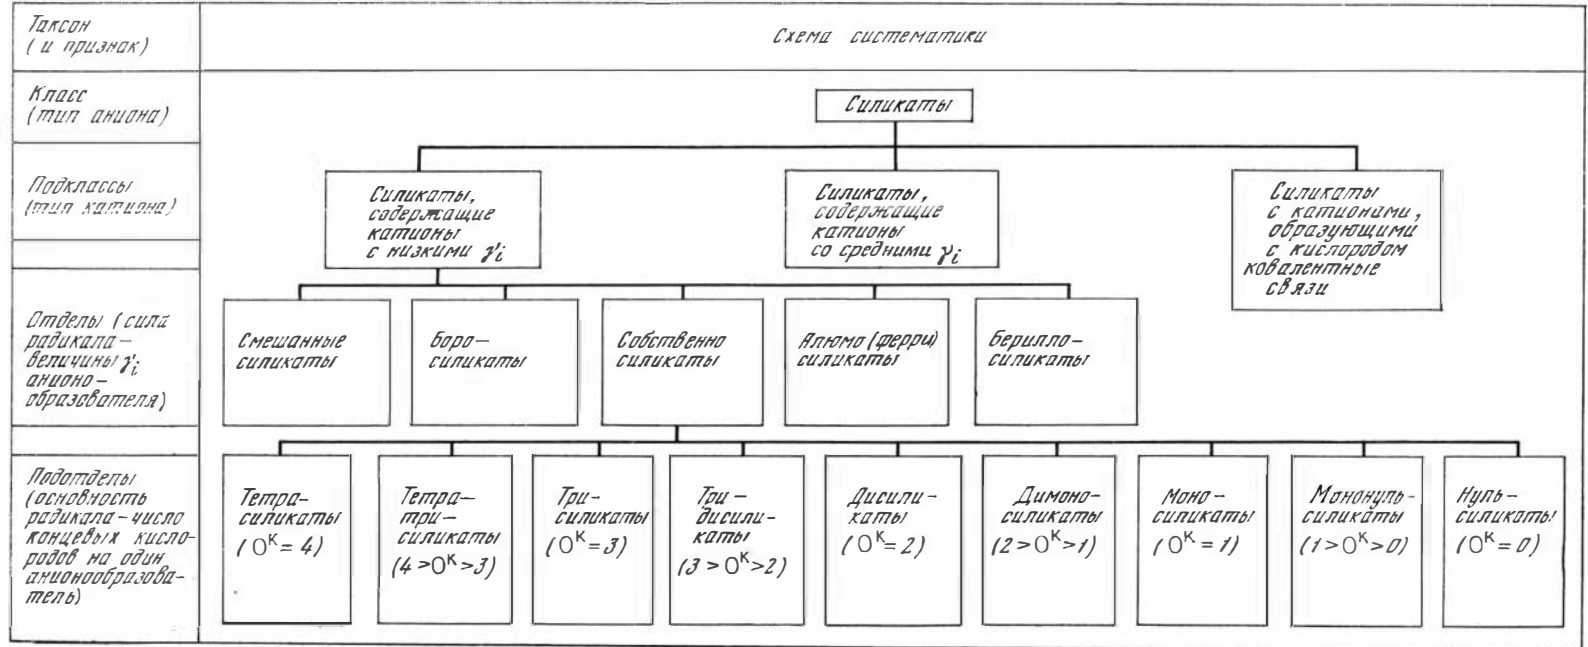 Таксон
(и признак)
Схема систематики
Класс
(тип аниона)
Силикаты
Подклассы
(тип катиона)
Силикаты,
содержащие
катионы
с низкими γi
Силикаты,
содержащие
катионы
со средними γi
Силикаты
с катионами,
образующими
с кислородом
ковалентные
связи
Отделы (сила
радикала—
величины γi
анионо-
образователя)
Смешанные
силикаты
Боро-
силикаты
Собственно
силикаты
Алюмо(ферри)
силикаты
Берилло-
силикаты
Подотделы
(основность
радикала—число
концевых кисло-
родов на один
анионообразова-
тель)
Тетра-
силикаты
(Oᴷ=4)
Тетра-
три-
силикаты
(4>Oᴷ>3)
Три-
силикаты
(Oᴷ=3)
Три-
дисили-
каты
(3>Oᴷ>2)
Дисили-
каты
(Oᴷ=2)
Димоно-
силикаты
(2>Oᴷ>1)
Моно-
силикаты
(Oᴷ=1)
Мононуль-
силикаты
(1>Oᴷ>0)
Нуль-
силикаты
(Oᴷ=0)